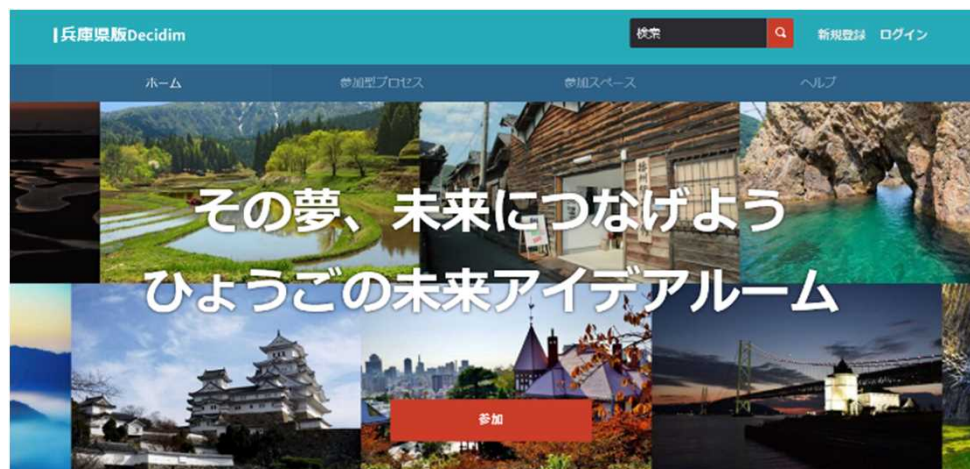 兵庫県版Decidim
検索
新規登録 ログイン
ホーム 参加型プロセス 参加スペース ヘルプ
その夢、未来につなげよう
ひょうごの未来アイデアルーム
参加